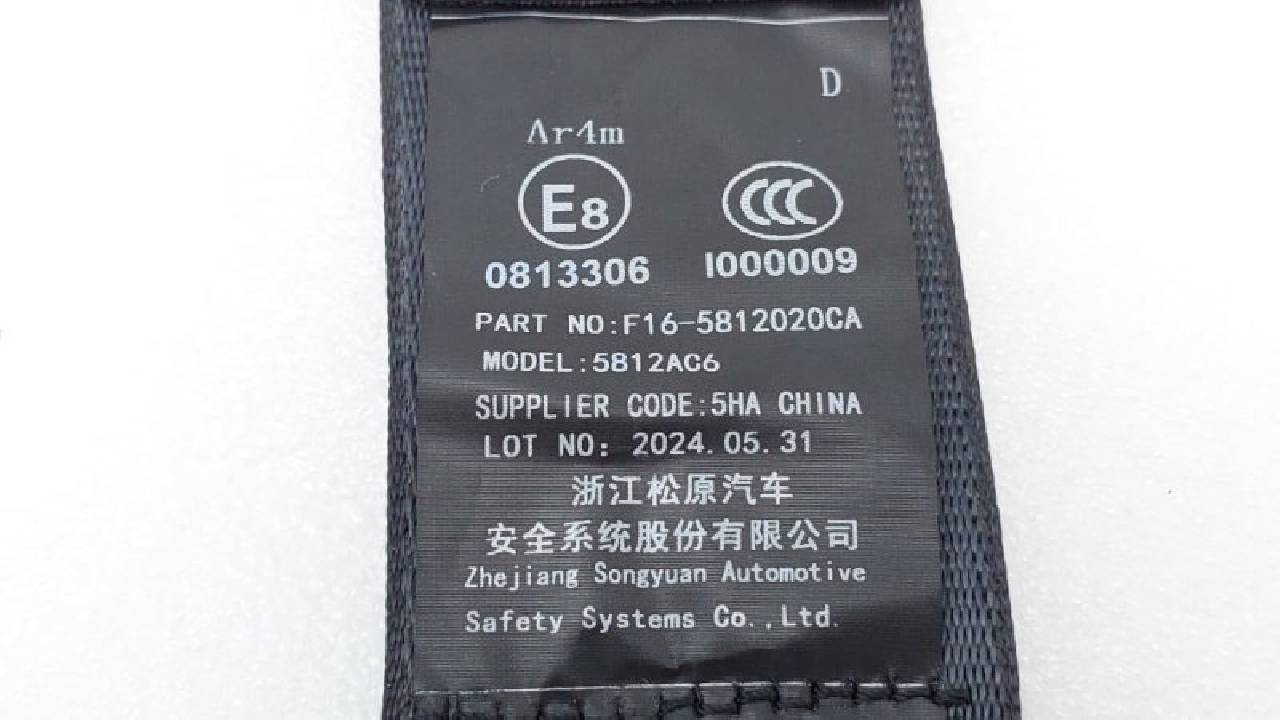 D
Ar4m
E8 CCC
0813306 I000009
PART NO:F16-5812020CA
MODEL:5812AC6
SUPPLIER CODE:5HA CHINA
LOT NO: 2024.05.31
浙江松原汽车
安全系统股份有限公司
Zhejiang Songyuan Automotive
Safety Systems Co.,Ltd.